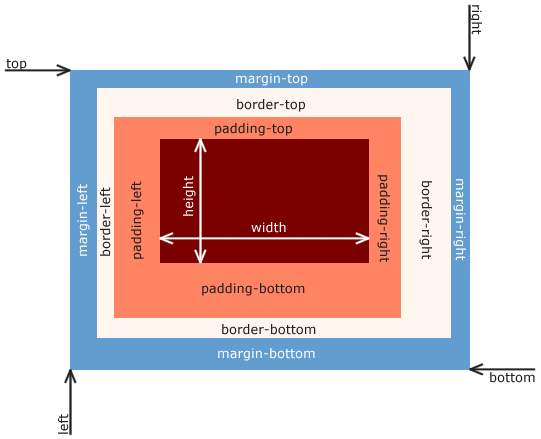 right
top
margin-top
border-top
padding-top
margin-left
border-left
padding-left
height
width
padding-right
border-right
margin-right
padding-bottom
border-bottom
margin-bottom
bottom
left